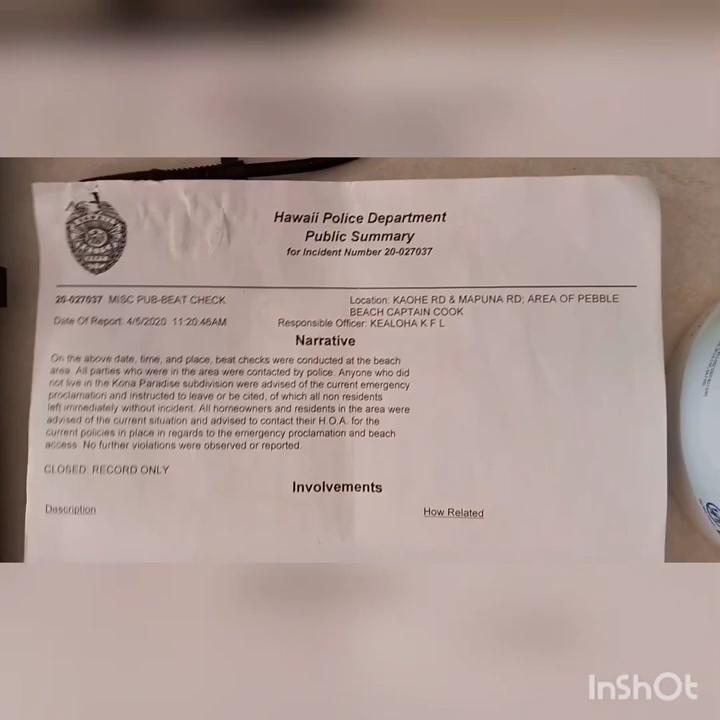 Hawaii Police Department
Public Summary
for Incident Number 20-027037
20-027037 MISC PUB-BEAT CHECK
Location: KAOHE RD & MAPUNA RD; AREA OF PEBBLE
BEACH CAPTAIN COOK
Date Of Report: 4/5/2020 11:20:46AM
Responsible Officer: KEALOHA K F L
Narrative
On the above date, time, and place, beat checks were conducted at the beach
area. All parties who were in the area were contacted by police. Anyone who did
not live in the Kona Paradise subdivision were advised of the current emergency
proclamation and instructed to leave or be cited, of which all non residents
left immediately without incident. All homeowners and residents in the area were
advised of the current situation and advised to contact their H.O.A. for the
current policies in place in regards to the emergency proclamation and beach
access. No further violations were observed or reported.
CLOSED: RECORD ONLY
Involvements
Description
How Related
InShOt